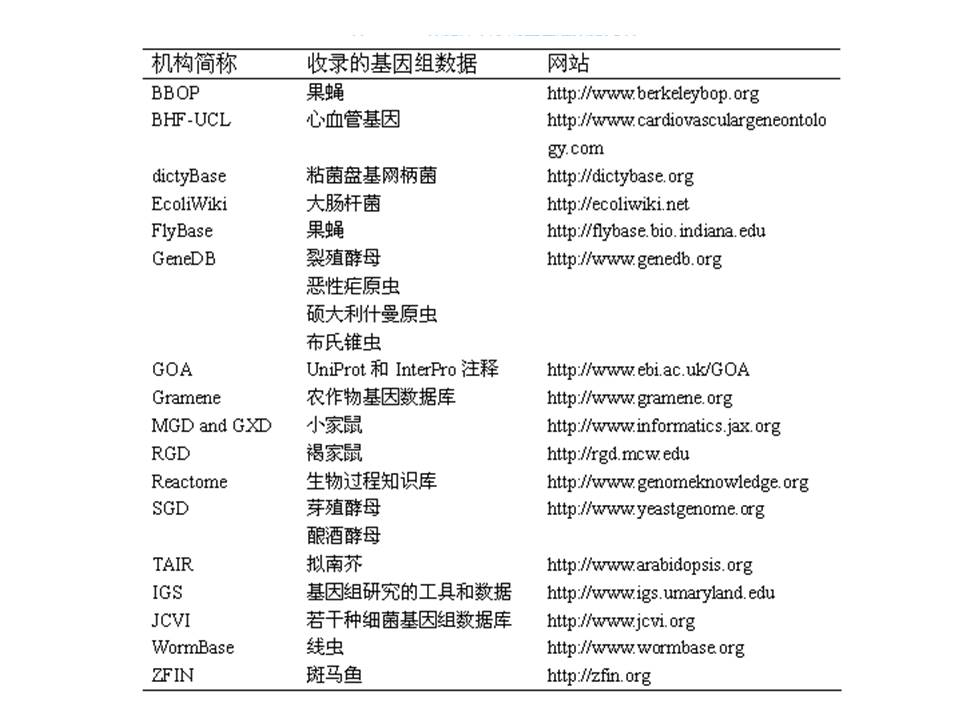 机构简称 收录的基因组数据 网站
BBOP 果蝇 http://www.berkeleybop.org
BHF-UCL 心血管基因 http://www.cardiovasculargeneontolo
gy.com
dictyBase 粘菌盘基网柄菌 http://dictybase.org
EcoliWiki 大肠杆菌 http://ecoliwiki.net
FlyBase 果蝇 http://flybase.bio.indiana.edu
GeneDB 裂殖酵母 http://www.genedb.org
恶性疟原虫
硕大利什曼原虫
布氏锥虫
GOA UniProt 和 InterPro 注释 http://www.ebi.ac.uk/GOA
Gramene 农作物基因数据库 http://www.gramene.org
MGD and GXD 小家鼠 http://www.informatics.jax.org
RGD 褐家鼠 http://rgd.mcw.edu
Reactome 生物过程知识库 http://www.genomeknowledge.org
SGD 芽殖酵母 http://www.yeastgenome.org
酿酒酵母
TAIR 拟南芥 http://www.arabidopsis.org
IGS 基因组研究的工具和数据 http://www.igs.umaryland.edu
JCVI 若干种细菌基因组数据库 http://www.jcvi.org
WormBase 线虫 http://www.wormbase.org
ZFIN 斑马鱼 http://zfin.org